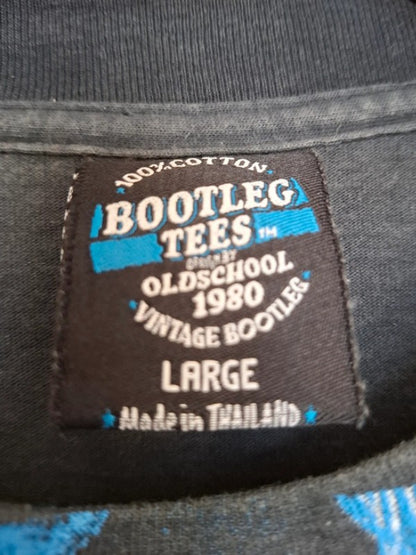 100% COTTON
BOOTLEG
TEES TM
OLDSCHOOL
1980
VINTAGE BOOTLEG
LARGE
Made in THAILAND